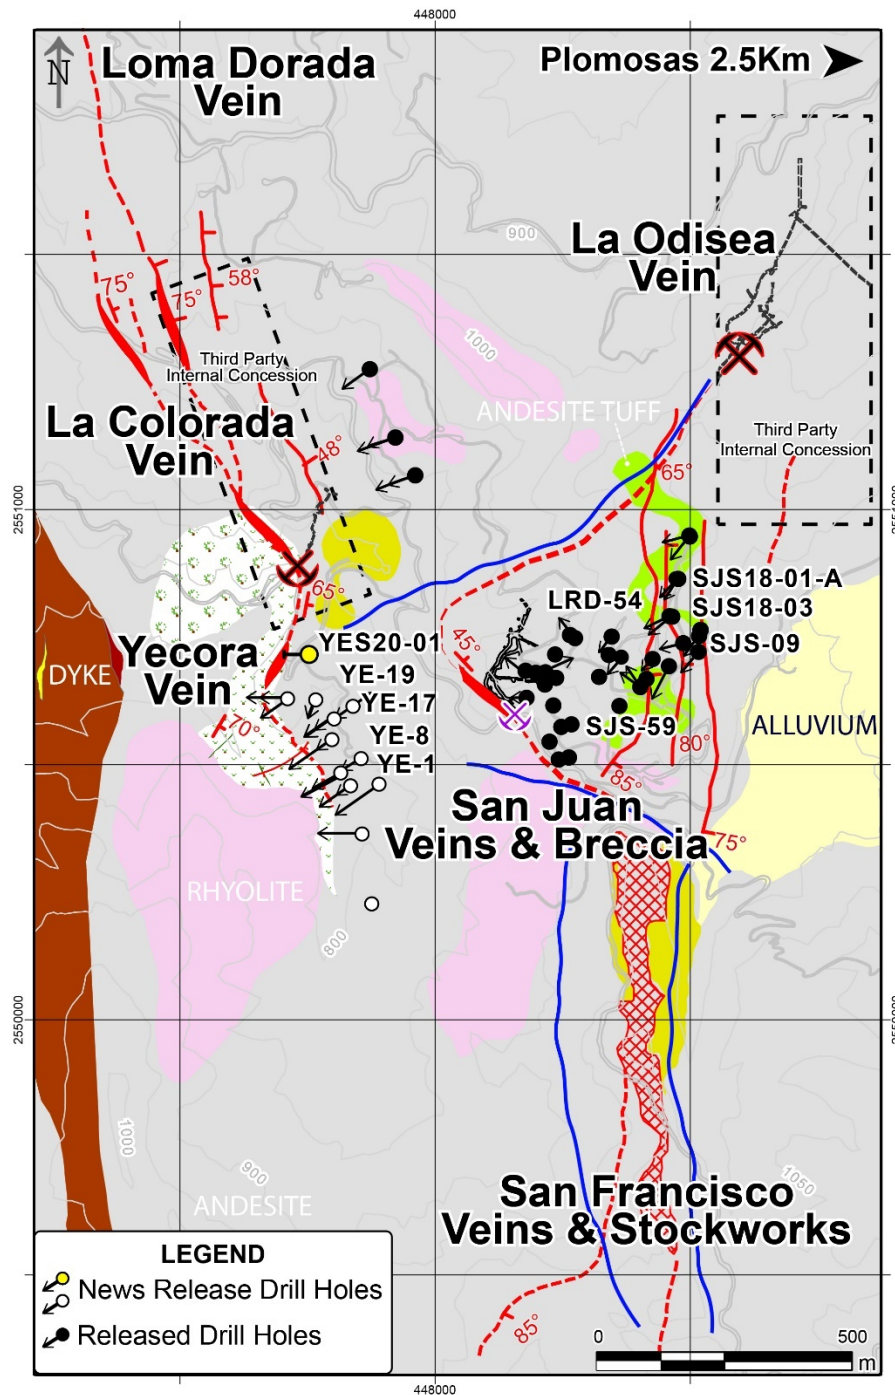 448000
N
Loma Dorada
Vein
Plomosas 2.5Km
900
La Odisea
Vein
75°
75°
58°
1000
Third Party
Internal Concession
ANDESITE TUFF
La Colorada
Vein
48°
65°
Third Party
Internal Concession
2551000
65°
LRD-54
SJS18-01-A
SJS18-03
SJS-09
YES20-01
Yecora
Vein
45°
DYKE
YE-19
YE-17
70°
YE-8
YE-1
SJS-59
ALLUVIUM
80°
85°
San Juan
Veins & Breccia
75°
RHYOLITE
800
2550000
1000
900
ANDESITE
1050
San Francisco
Veins & Stockworks
LEGEND
News Release Drill Holes
Released Drill Holes
85°
0 500
m
448000